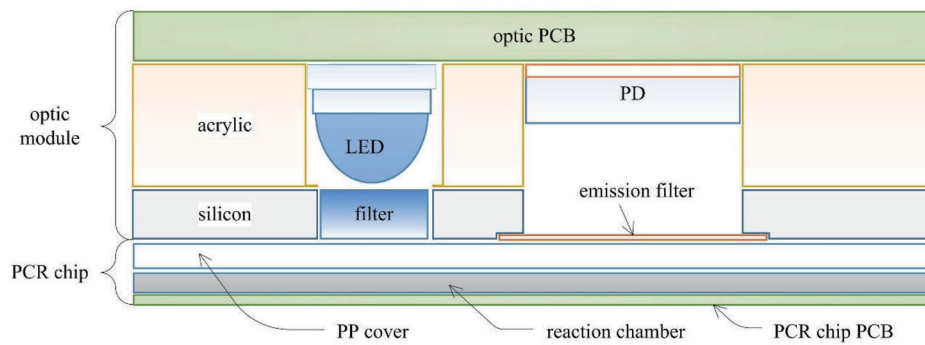 optic PCB
PD
optic
module
acrylic
LED
emission filter
silicon
filter
PCR chip
PP cover
reaction chamber
PCR chip PCB